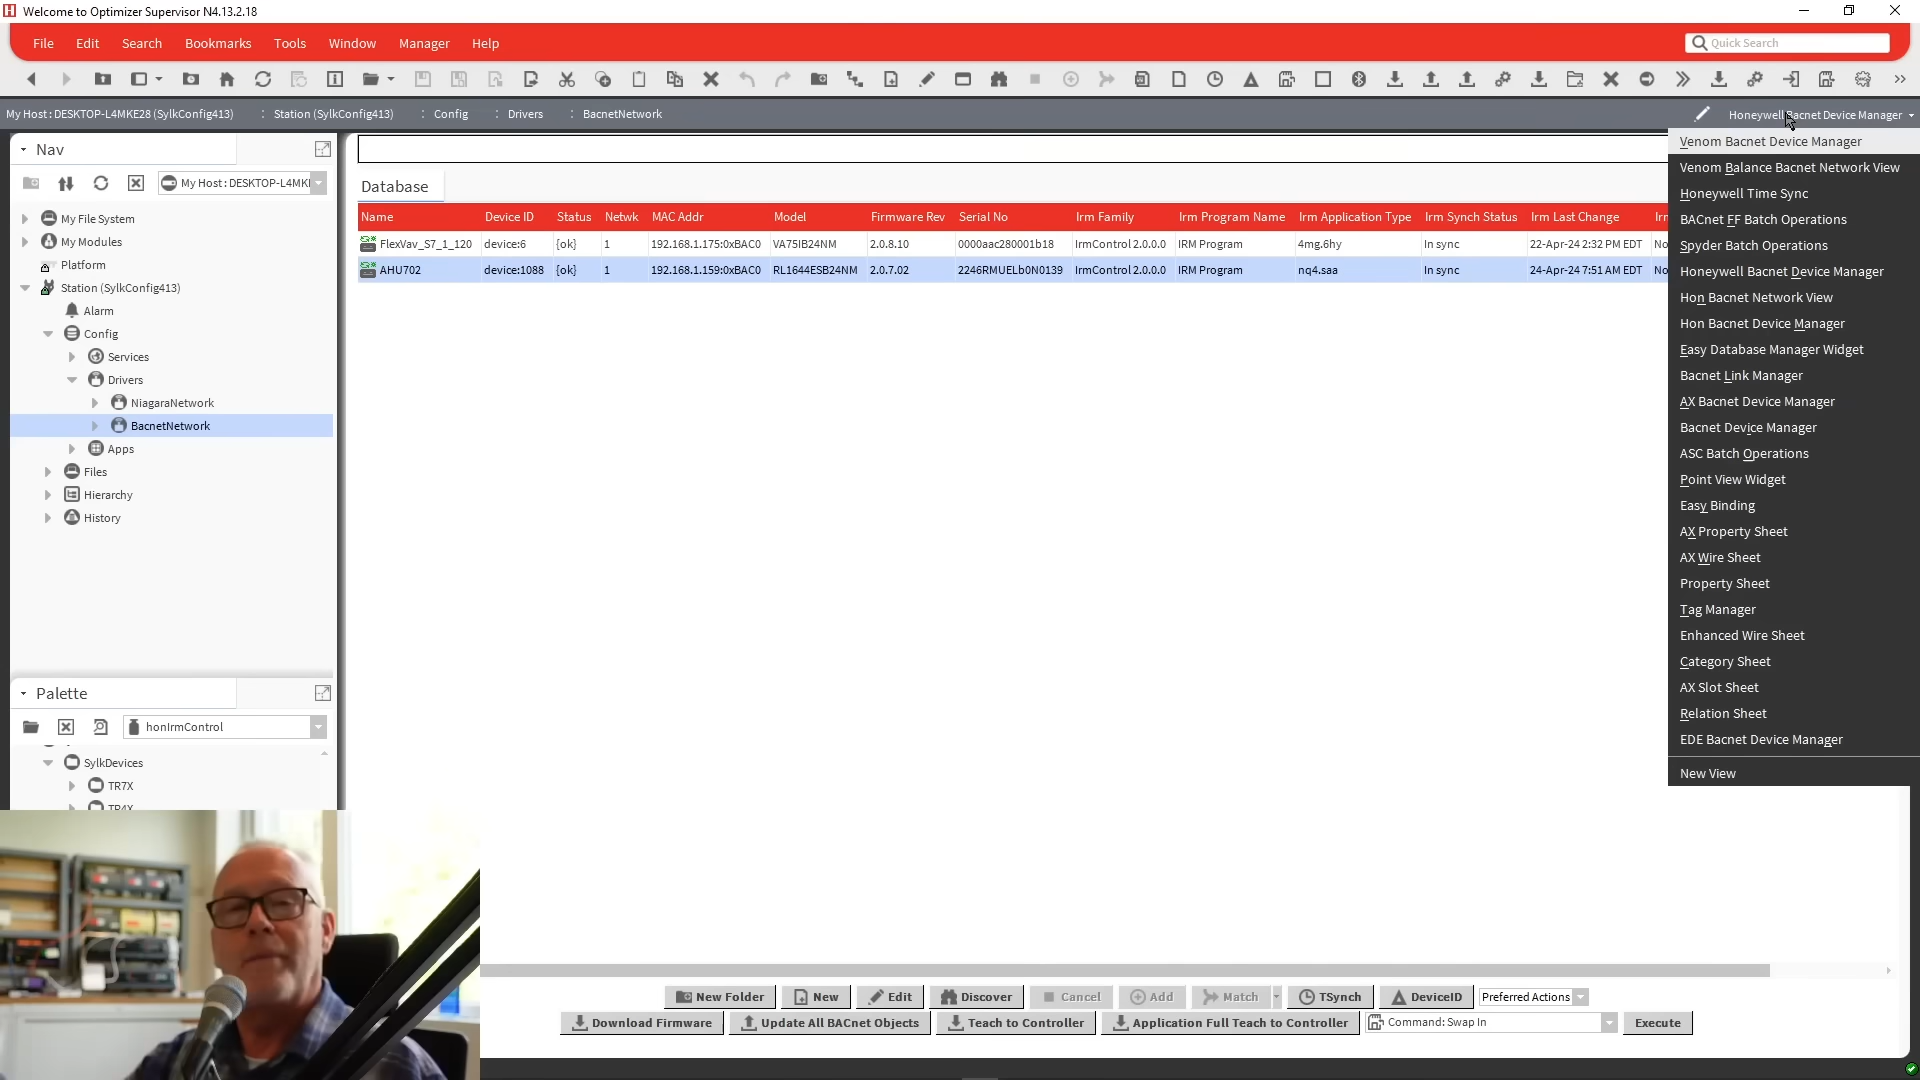 Welcome to Optimizer Supervisor N4.13.2.18
File Edit Search Bookmarks Tools Window Manager Help
Quick Search
My Host : DESKTOP-L4MKE28 (SylkConfig413) : Station (SylkConfig413) : Config : Drivers : BacnetNetwork
Honeywell Bacnet Device Manager
Nav
My Host : DESKTOP-L4MKI
My File System
My Modules
Platform
Station (SylkConfig413)
Alarm
Config
Services
Drivers
NiagaraNetwork
BacnetNetwork
Apps
Files
Hierarchy
History
Palette
honIrmControl
SylkDevices
TR7X
TR4X
Database
Name Device ID Status Netwk MAC Addr Model Firmware Rev Serial No Irm Family Irm Program Name Irm Application Type Irm Synch Status Irm Last Change Irn
FlexVav_S7_1_120 device:6 {ok} 1 192.168.1.175:0xBAC0 VA75IB24NM 2.0.8.10 0000aac280001b18 IrmControl 2.0.0.0 IRM Program 4mg.6hy In sync 22-Apr-24 2:32 PM EDT No
AHU702 device:1088 {ok} 1 192.168.1.159:0xBAC0 RL1644ESB24NM 2.0.7.02 2246RMUELb0N0139 IrmControl 2.0.0.0 IRM Program nq4.saa In sync 24-Apr-24 7:51 AM EDT No
Venom Bacnet Device Manager
Venom Balance Bacnet Network View
Honeywell Time Sync
BACnet FF Batch Operations
Spyder Batch Operations
Honeywell Bacnet Device Manager
Hon Bacnet Network View
Hon Bacnet Device Manager
Easy Database Manager Widget
Bacnet Link Manager
AX Bacnet Device Manager
Bacnet Device Manager
ASC Batch Operations
Point View Widget
Easy Binding
AX Property Sheet
AX Wire Sheet
Property Sheet
Tag Manager
Enhanced Wire Sheet
Category Sheet
AX Slot Sheet
Relation Sheet
EDE Bacnet Device Manager
New View
New Folder New Edit Discover Cancel Add Match TSynch DeviceID Preferred Actions
Download Firmware Update All BACnet Objects Teach to Controller Application Full Teach to Controller Command: Swap In Execute